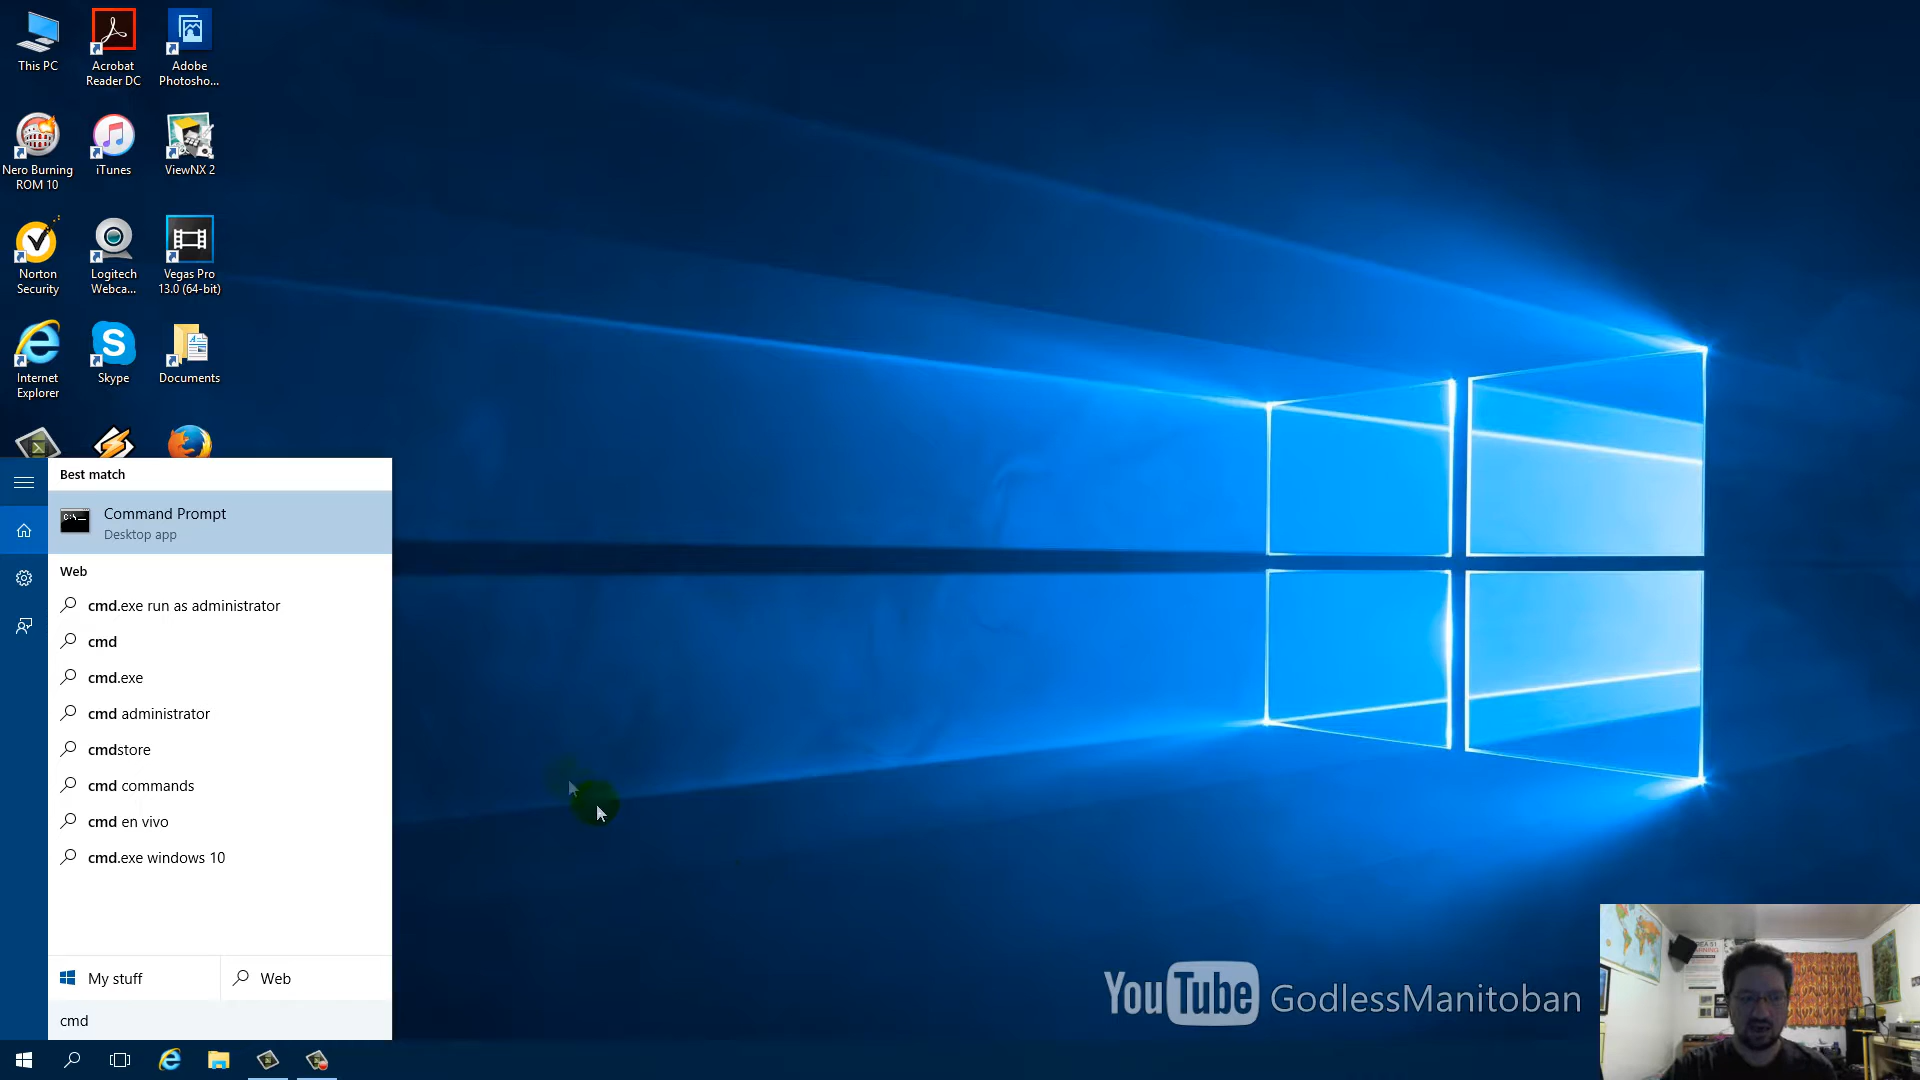 This PC
Acrobat
Reader DC
Adobe
Photosho...
Nero Burning
ROM 10
iTunes
ViewNX 2
Norton
Security
Logitech
Webca...
Vegas Pro
13.0 (64-bit)
Internet
Explorer
Skype
Documents
Best match
Command Prompt
Desktop app
Web
cmd.exe run as administrator
cmd
cmd.exe
cmd administrator
cmdstore
cmd commands
cmd en vivo
cmd.exe windows 10
My stuff
Web
cmd
YouTube GodlessManitoban